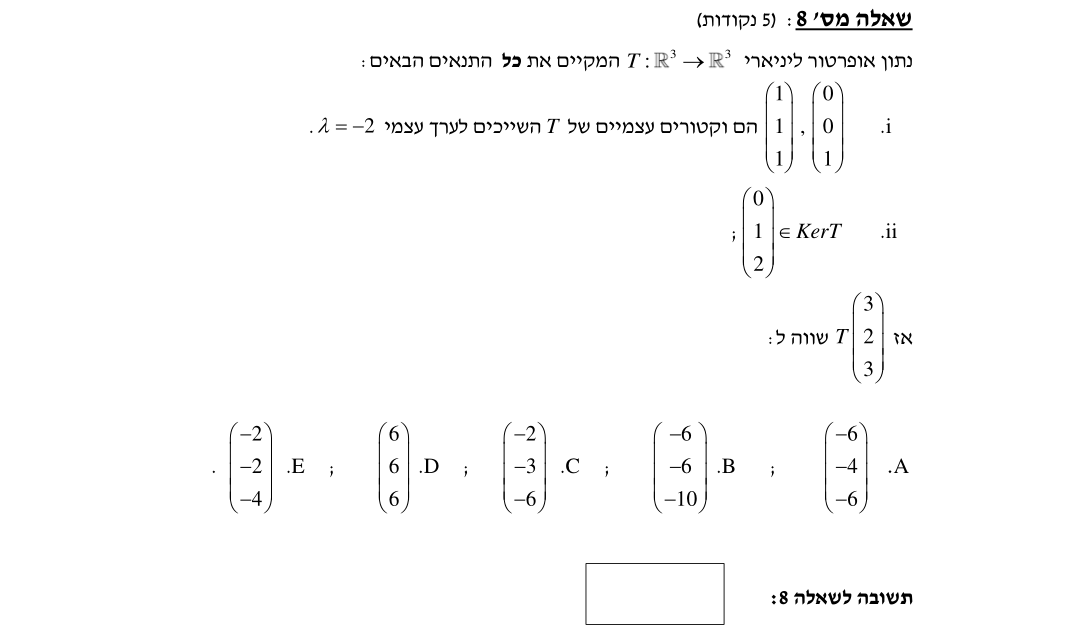 שאלה מס' 8 : (5 נקודות)
נתון אופרטור ליניארי T : ℝ³ → ℝ³ המקיים את כל התנאים הבאים :
.i (0 0 1) , (1 1 1) הם וקטורים עצמיים של T השייכים לערך עצמי λ = −2 .
.ii (0 1 2) ∈ KerT ;
אז T (3 2 3) שווה ל :
.A (−6 −4 −6) ; .B (−6 −6 −10) ; .C (−2 −3 −6) ; .D (6 6 6) ; .E (−2 −2 −4) .
תשובה לשאלה 8: